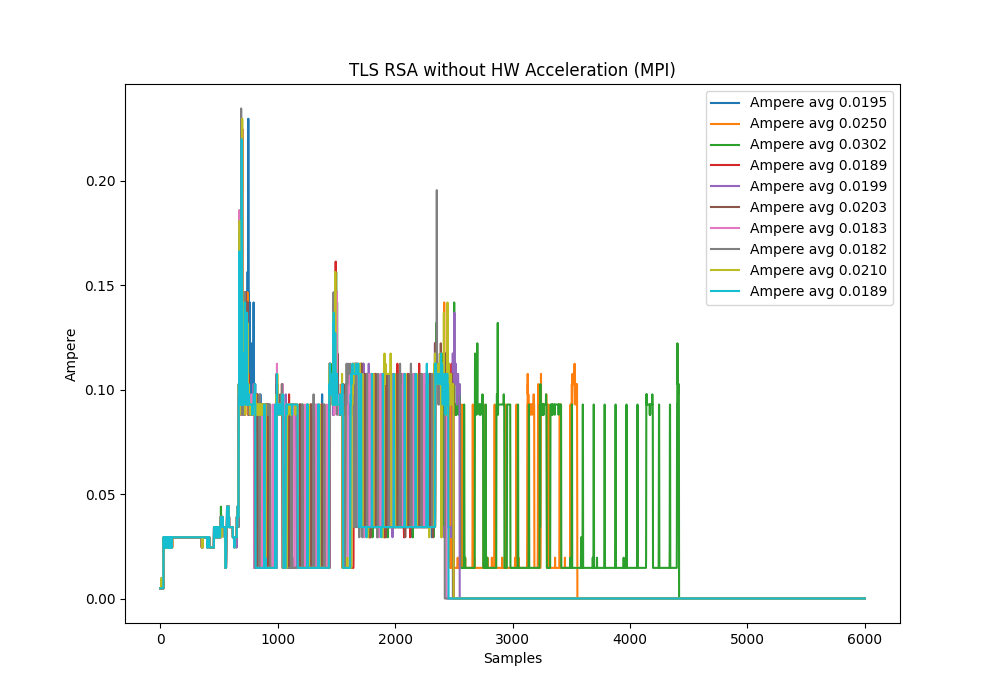 TLS RSA without HW Acceleration (MPI)
Ampere avg 0.0195
Ampere avg 0.0250
Ampere avg 0.0302
Ampere avg 0.0189
Ampere avg 0.0199
Ampere avg 0.0203
Ampere avg 0.0183
Ampere avg 0.0182
Ampere avg 0.0210
Ampere avg 0.0189
Ampere
0.20
0.15
0.10
0.05
0.00
0 1000 2000 3000 4000 5000 6000
Samples